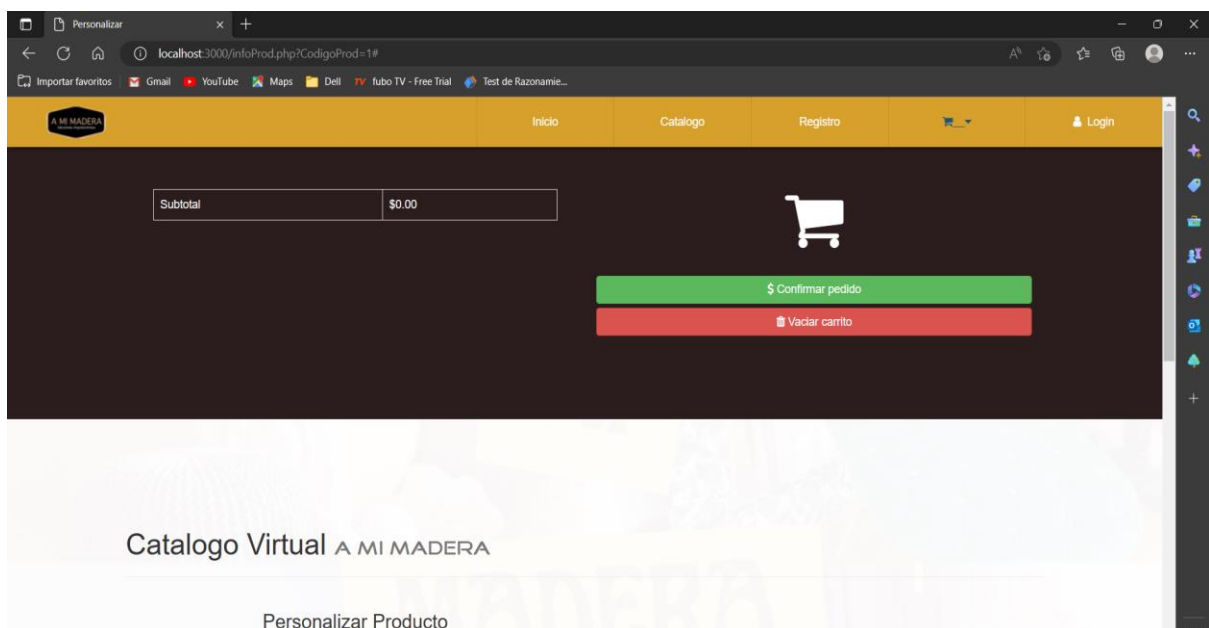 Personalizar
localhost:3000/infoProd.php?CodigoProd=1#
Importar favoritos Gmail YouTube Maps Dell fubo TV - Free Trial Test de Razonamie...
A MI MADERA Inicio Catalogo Registro Login
Subtotal $0.00
$ Confirmar pedido
Vaciar carrito
Catalogo Virtual A MI MADERA
Personalizar Producto
MADERA